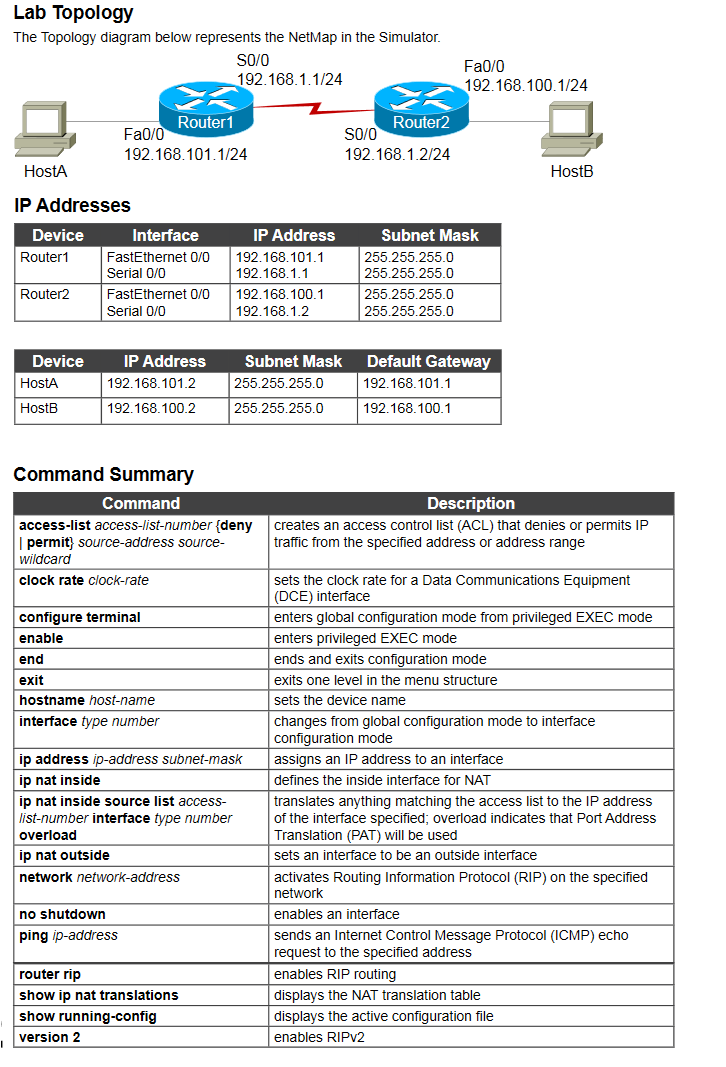 Lab Topology
The Topology diagram below represents the NetMap in the Simulator.
S0/0
192.168.1.1/24
Fa0/0
192.168.100.1/24
Router1
Router2
Fa0/0
192.168.101.1/24
S0/0
192.168.1.2/24
HostA
HostB
IP Addresses
Device Interface IP Address Subnet Mask
Router1 FastEthernet 0/0 192.168.101.1 255.255.255.0
Serial 0/0 192.168.1.1 255.255.255.0
Router2 FastEthernet 0/0 192.168.100.1 255.255.255.0
Serial 0/0 192.168.1.2 255.255.255.0
Device IP Address Subnet Mask Default Gateway
HostA 192.168.101.2 255.255.255.0 192.168.101.1
HostB 192.168.100.2 255.255.255.0 192.168.100.1
Command Summary
Command Description
access-list access-list-number {deny creates an access control list (ACL) that denies or permits IP
| permit} source-address source- traffic from the specified address or address range
wildcard
clock rate clock-rate sets the clock rate for a Data Communications Equipment
(DCE) interface
configure terminal enters global configuration mode from privileged EXEC mode
enable enters privileged EXEC mode
end ends and exits configuration mode
exit exits one level in the menu structure
hostname host-name sets the device name
interface type number changes from global configuration mode to interface
configuration mode
ip address ip-address subnet-mask assigns an IP address to an interface
ip nat inside defines the inside interface for NAT
ip nat inside source list access- translates anything matching the access list to the IP address
list-number interface type number of the interface specified; overload indicates that Port Address
overload Translation (PAT) will be used
ip nat outside sets an interface to be an outside interface
network network-address activates Routing Information Protocol (RIP) on the specified
network
no shutdown enables an interface
ping ip-address sends an Internet Control Message Protocol (ICMP) echo
request to the specified address
router rip enables RIP routing
show ip nat translations displays the NAT translation table
show running-config displays the active configuration file
version 2 enables RIPv2